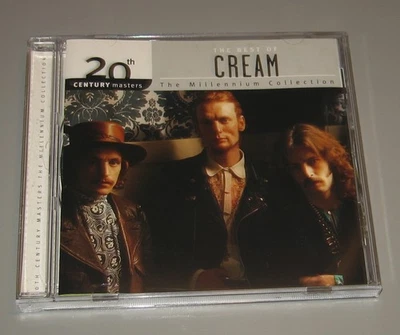 20th
CENTURY masters
THE BEST OF
CREAM
The Millennium Collection
20TH CENTURY MASTERS THE MILLENNIUM COLLECTION